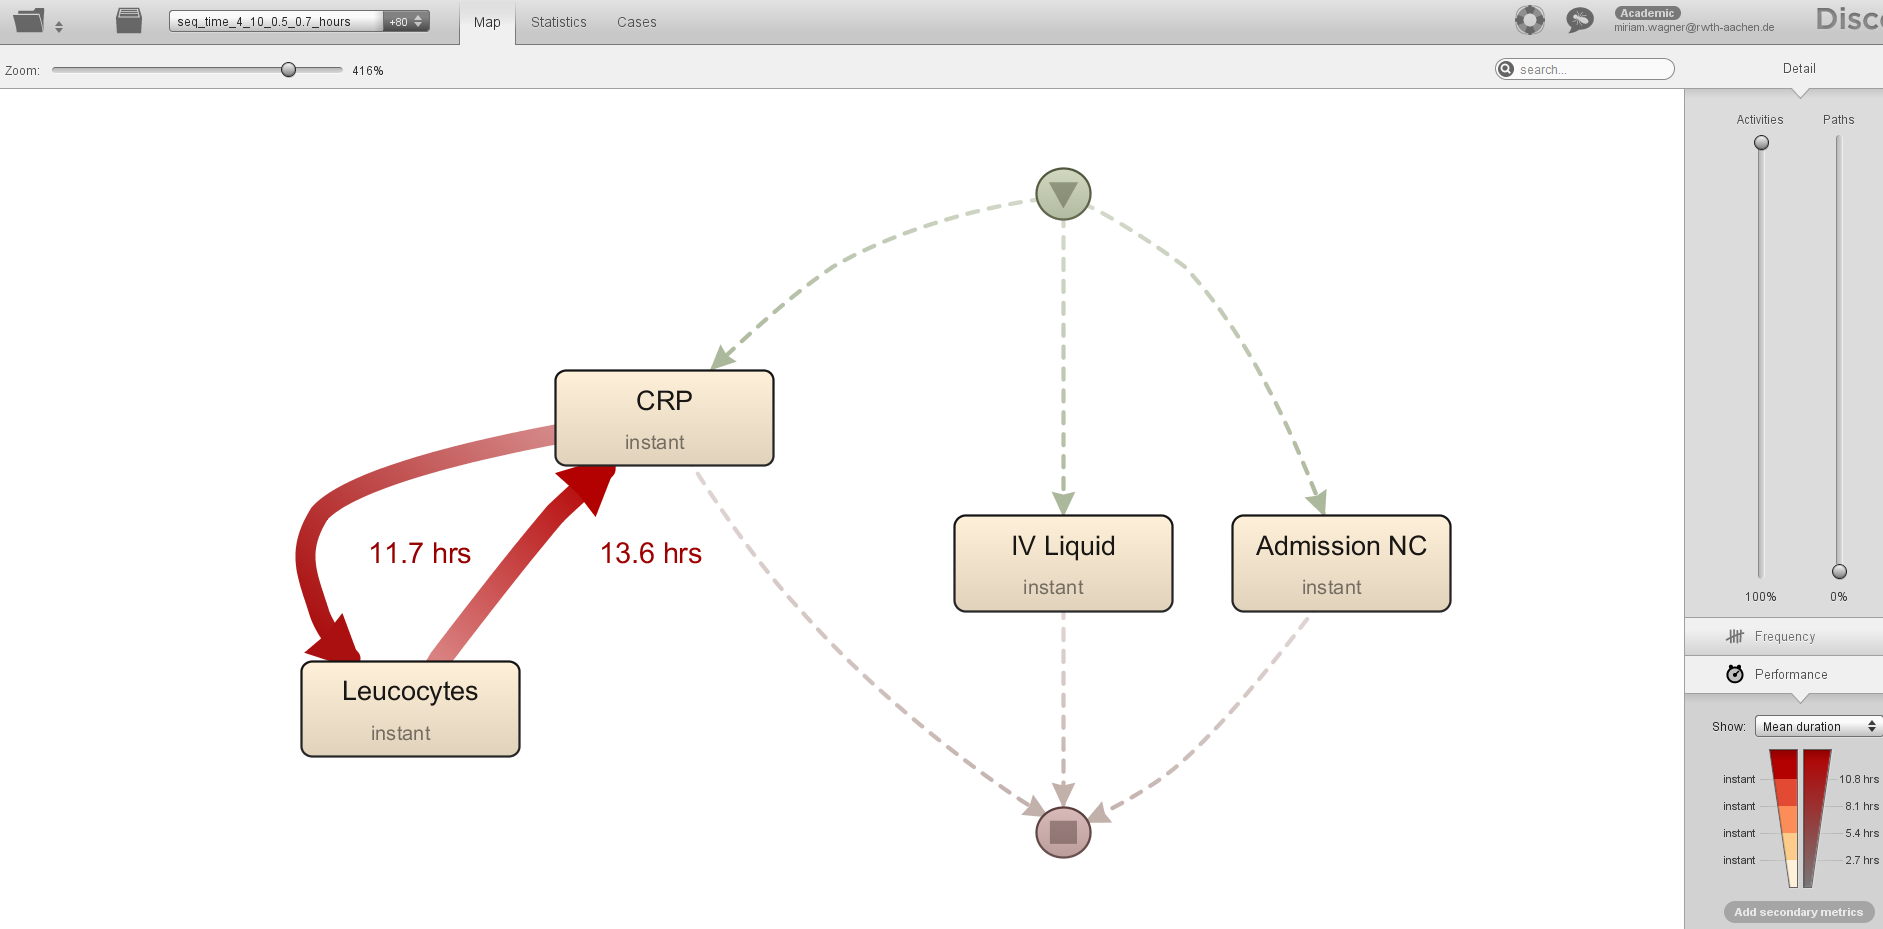 seq_time_4_10_0.5_0.7_hours +80
Map Statistics Cases
Academic
miriam.wagner@rwth-aachen.de
Disc
Zoom: 416%
search...
Detail
Activities Paths
CRP
instant
11.7 hrs
13.6 hrs
IV Liquid
instant
Admission NC
instant
Leucocytes
instant
100% 0%
Frequency
Performance
Show: Mean duration
instant 10.8 hrs
instant 8.1 hrs
instant 5.4 hrs
instant 2.7 hrs
Add secondary metrics